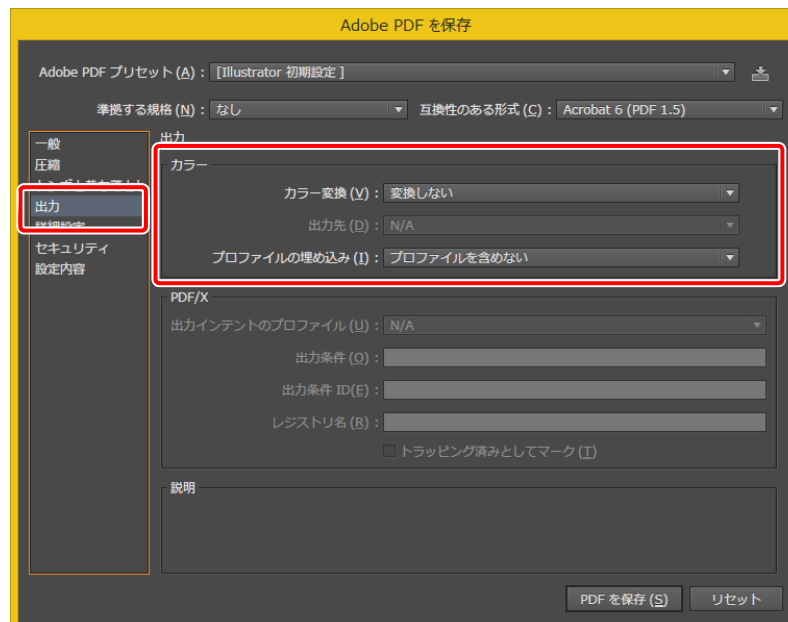 Adobe PDF を保存
Adobe PDF プリセット (A) : [Illustrator 初期設定 ]
準拠する規格 (N) : なし 互換性のある形式 (C) : Acrobat 6 (PDF 1.5)
一般
圧縮
出力
セキュリティ
設定内容
出力
カラー
カラー変換 (V) : 変換しない
出力先 (D) : N/A
プロファイルの埋め込み (I) : プロファイルを含めない
PDF/X
出力インテントのプロファイル (U) : N/A
出力条件 (O) :
出力条件 ID(E) :
レジストリ名 (R) :
トラッピング済みとしてマーク (T)
説明
PDF を保存 (S) リセット